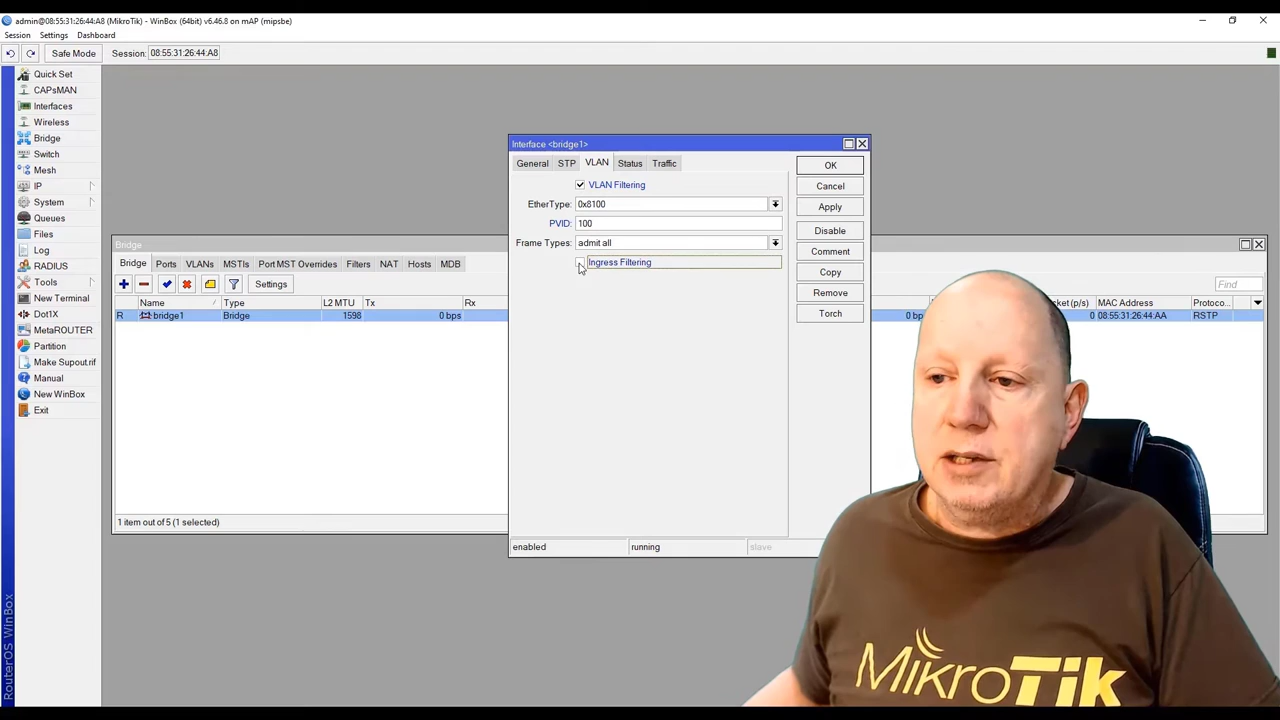 admin@08:55:31:26:44:A8 (MikroTik) - WinBox (64bit) v6.46.8 on mAP (mipsbe)
Session Settings Dashboard
Safe Mode Session: 08:55:31:26:44:A8
Quick Set
CAPsMAN
Interfaces
Wireless
Bridge
Switch
Mesh
IP
System
Queues
Files
Log
RADIUS
Tools
New Terminal
Dot1X
MetaROUTER
Partition
Make Supout.rif
Manual
New WinBox
Exit
RouterOS WinBox
Bridge
Bridge Ports VLANs MSTIs Port MST Overrides Filters NAT Hosts MDB
Settings
Find
Name Type L2 MTU Tx Rx (p/s) MAC Address Protoco...
R bridge1 Bridge 1598 0 bps 0 bp 0 08:55:31:26:44:AA RSTP
1 item out of 5 (1 selected)
Interface <bridge1>
General STP VLAN Status Traffic
VLAN Filtering
EtherType: 0x8100
PVID: 100
Frame Types: admit all
Ingress Filtering
OK
Cancel
Apply
Disable
Comment
Copy
Remove
Torch
enabled running slave
MikroTik